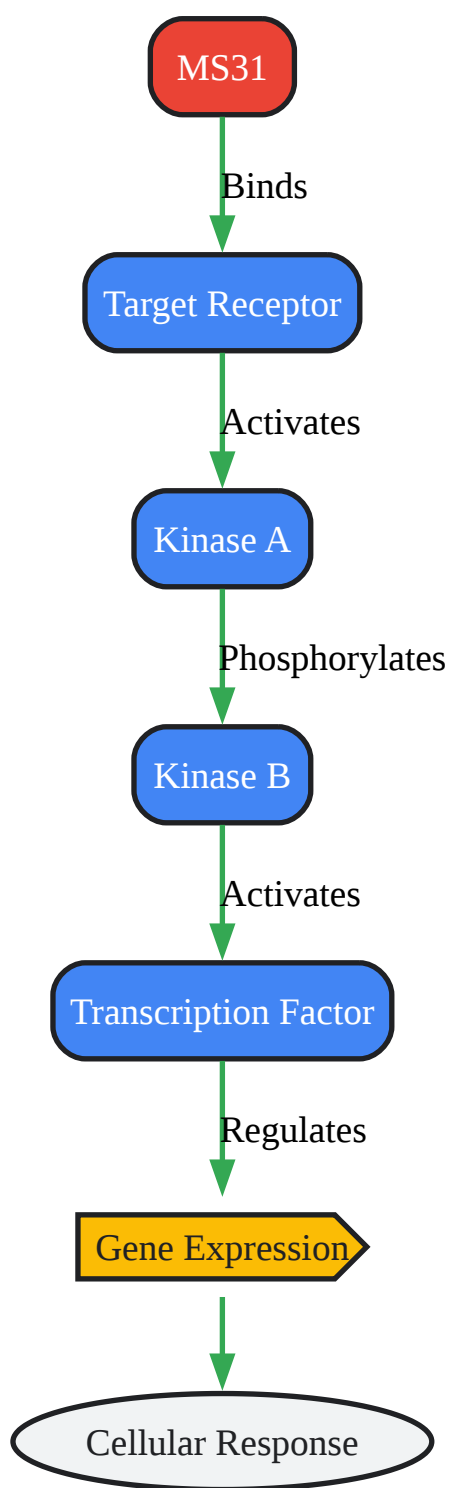 MS31
Binds
Target Receptor
Activates
Kinase A
Phosphorylates
Kinase B
Activates
Transcription Factor
Regulates
Gene Expression
Cellular Response